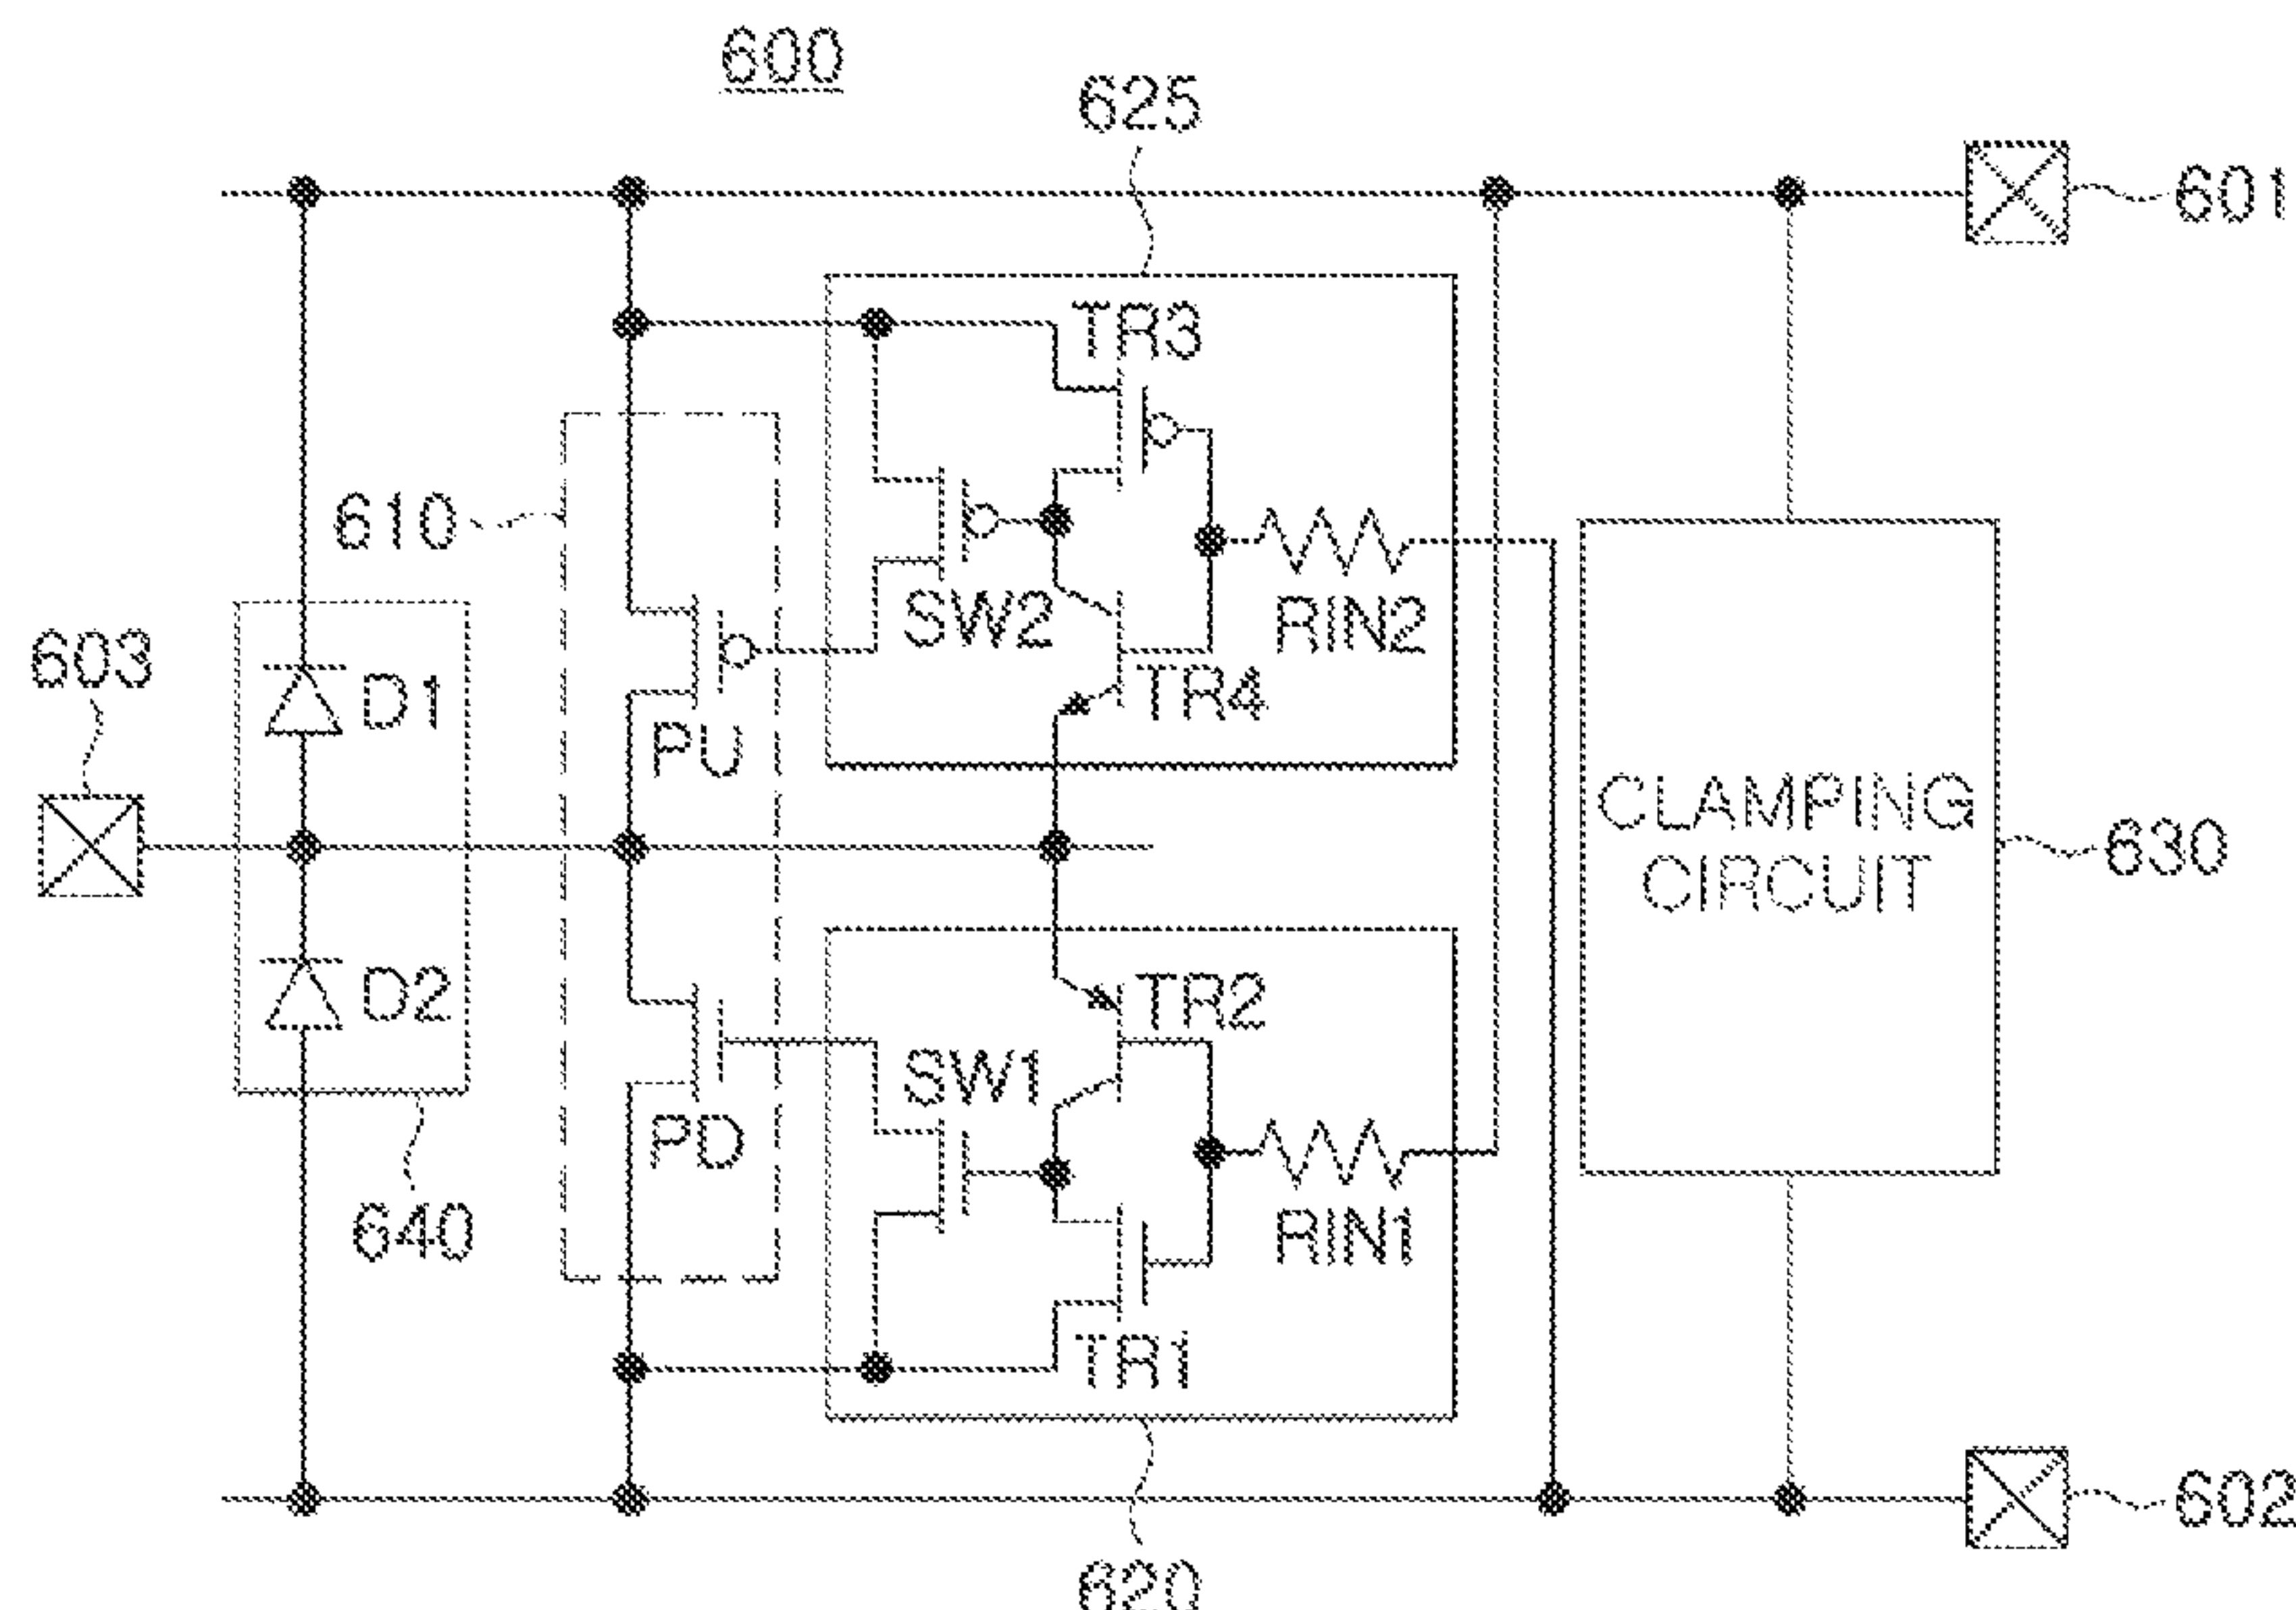 600
625
601
TR3
610
SW2
RIN2
603
D1
TR4
PU
CLAMPING
CIRCUIT
630
D2
TR2
SW1
PD
640
RIN1
TR1
602
620